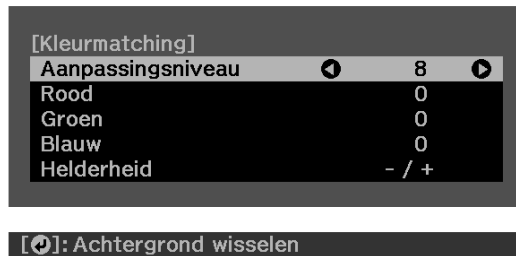 [Kleurmatching]
Aanpassingsniveau 8
Rood 0
Groen 0
Blauw 0
Helderheid - / +
[↵]: Achtergrond wisselen